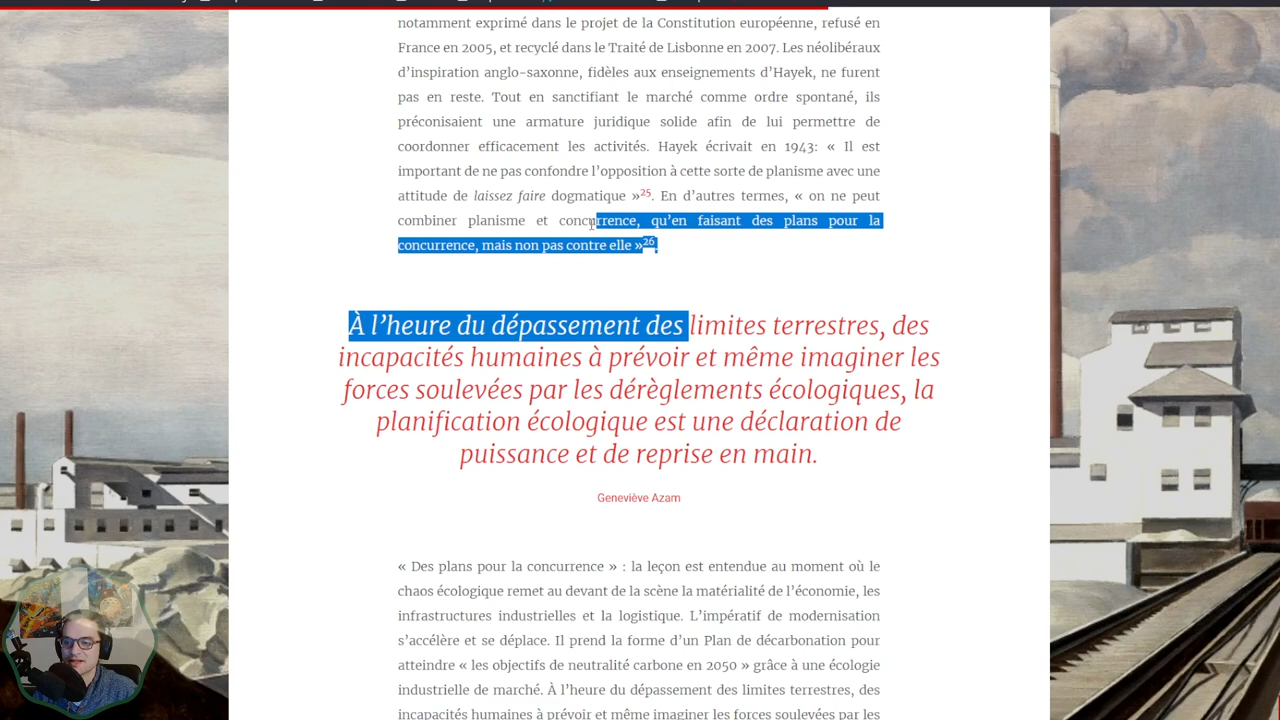 notamment exprimé dans le projet de la Constitution européenne, refusé en
France en 2005, et recyclé dans le Traité de Lisbonne en 2007. Les néolibéraux
d’inspiration anglo-saxonne, fidèles aux enseignements d’Hayek, ne furent
pas en reste. Tout en sanctifiant le marché comme ordre spontané, ils
préconisaient une armature juridique solide afin de lui permettre de
coordonner efficacement les activités. Hayek écrivait en 1943: « Il est
important de ne pas confondre l’opposition à cette sorte de planisme avec une
attitude de laissez faire dogmatique »25. En d’autres termes, « on ne peut
combiner planisme et concurrence, qu’en faisant des plans pour la
concurrence, mais non pas contre elle »26.
À l’heure du dépassement des limites terrestres, des
incapacités humaines à prévoir et même imaginer les
forces soulevées par les dérèglements écologiques, la
planification écologique est une déclaration de
puissance et de reprise en main.
Geneviève Azam
« Des plans pour la concurrence » : la leçon est entendue au moment où le
chaos écologique remet au devant de la scène la matérialité de l’économie, les
infrastructures industrielles et la logistique. L’impératif de modernisation
s’accélère et se déplace. Il prend la forme d’un Plan de décarbonation pour
atteindre « les objectifs de neutralité carbone en 2050 » grâce à une écologie
industrielle de marché. À l’heure du dépassement des limites terrestres, des
incapacités humaines à prévoir et même imaginer les forces soulevées par les